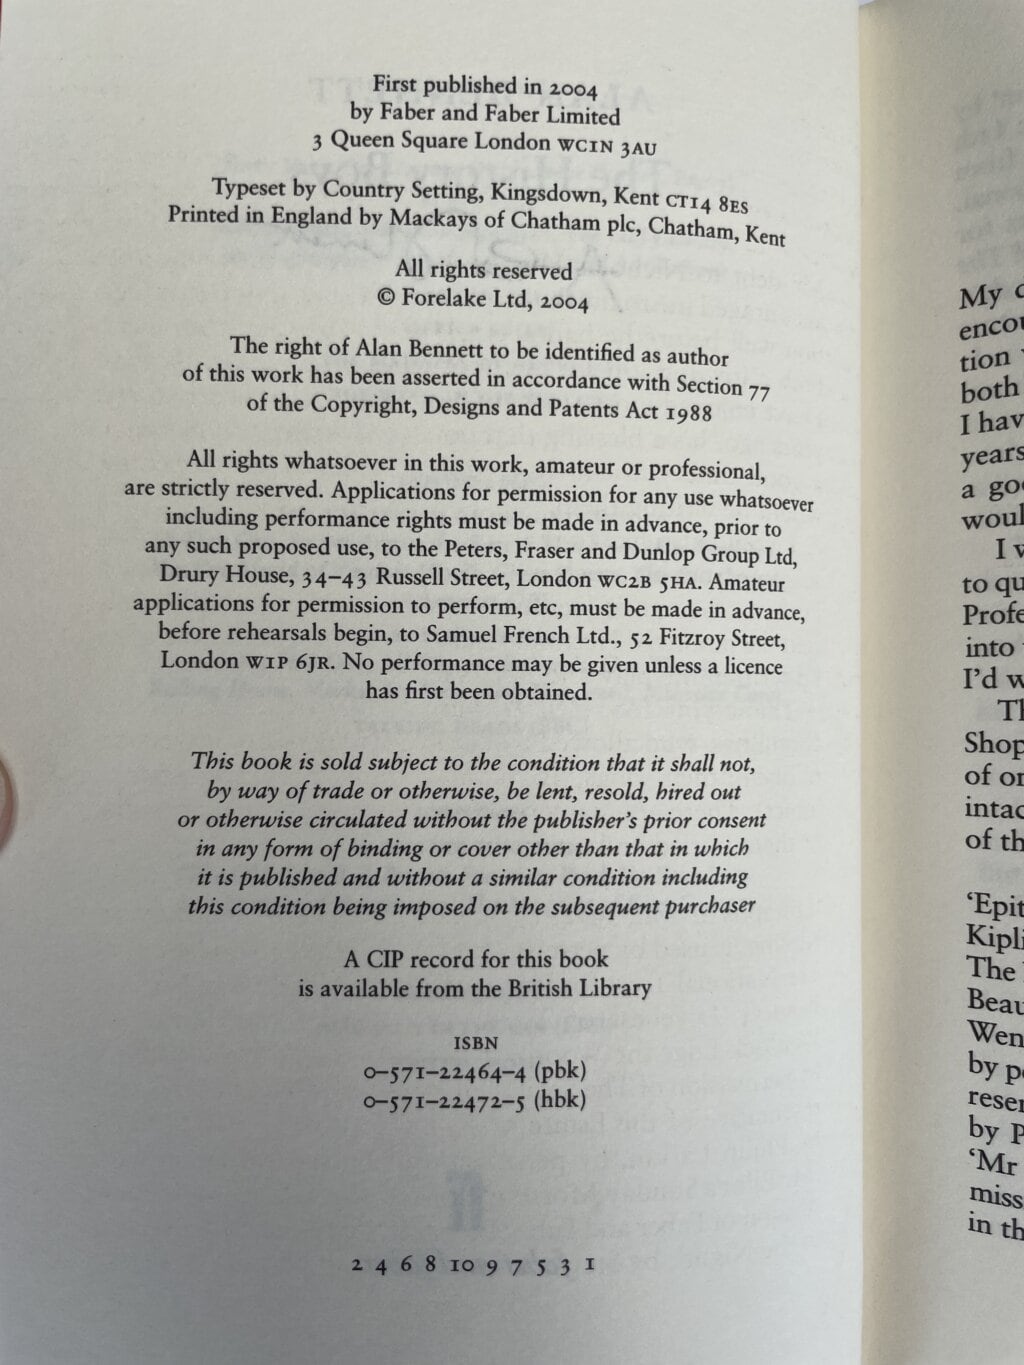 First published in 2004
by Faber and Faber Limited
3 Queen Square London WC1N 3AU
Typeset by Country Setting, Kingsdown, Kent CT14 8ES
Printed in England by Mackays of Chatham plc, Chatham, Kent
All rights reserved
© Forelake Ltd, 2004
The right of Alan Bennett to be identified as author
of this work has been asserted in accordance with Section 77
of the Copyright, Designs and Patents Act 1988
All rights whatsoever in this work, amateur or professional,
are strictly reserved. Applications for permission for any use whatsoever
including performance rights must be made in advance, prior to
any such proposed use, to the Peters, Fraser and Dunlop Group Ltd,
Drury House, 34–43 Russell Street, London WC2B 5HA. Amateur
applications for permission to perform, etc, must be made in advance,
before rehearsals begin, to Samuel French Ltd., 52 Fitzroy Street,
London W1P 6JR. No performance may be given unless a licence
has first been obtained.
This book is sold subject to the condition that it shall not,
by way of trade or otherwise, be lent, resold, hired out
or otherwise circulated without the publisher's prior consent
in any form of binding or cover other than that in which
it is published and without a similar condition including
this condition being imposed on the subsequent purchaser
A CIP record for this book
is available from the British Library
ISBN
0–571–22464–4 (pbk)
0–571–22472–5 (hbk)
2 4 6 8 10 9 7 5 3 1
My
encou
tion
both
I hav
years
a goo
woul
I
to qu
Profe
into
I'd w
Th
Shop
of or
intac
of th
'Epit
Kipli
The
Beau
Wen
by po
reser
by P
'Mr
miss
in th